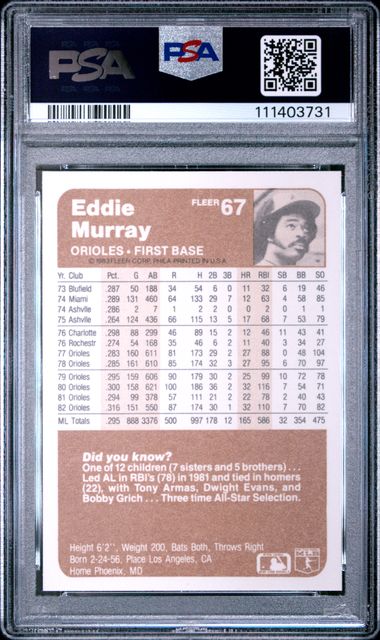 PSA PSA
111403731
Eddie FLEER 67
Murray
ORIOLES • FIRST BASE
© 1983 FLEER CORP. PHILA PRINTED IN U.S.A
Yr. Club Pct. G AB R H 2B 3B HR RBI SB BB SO
73 Blufield .287 50 188 34 54 6 0 11 32 6 19 46
74 Miami .289 131 460 64 133 29 7 12 63 4 58 85
74 Ashvlle .286 2 7 1 2 2 0 0 2 0 1 1
75 Ashvlle .264 124 436 66 115 13 5 17 68 7 53 79
76 Charlotte .298 88 299 46 89 15 2 12 46 11 43 41
76 Rochestr .274 54 168 35 46 6 2 11 40 3 34 27
77 Orioles .283 160 611 81 173 29 2 27 88 0 48 104
78 Orioles .285 161 610 85 174 32 3 27 95 6 70 97
79 Orioles .295 159 606 90 179 30 2 25 99 10 72 78
80 Orioles .300 158 621 100 186 36 2 32 116 7 54 71
81 Orioles .294 99 378 57 111 21 2 22 78 2 40 43
82 Orioles .316 151 550 87 174 30 1 32 110 7 70 82
ML Totals .295 888 3376 500 997 178 12 165 586 32 354 475
Did you know?
One of 12 children (7 sisters and 5 brothers)...
Led AL in RBI's (78) in 1981 and tied in homers
(22), with Tony Armas, Dwight Evans, and
Bobby Grich... Three time All-Star Selection.
Height 6'2'', Weight 200, Bats Both, Throws Right
Born 2-24-56, Place Los Angeles, CA
Home Phoenix, MD